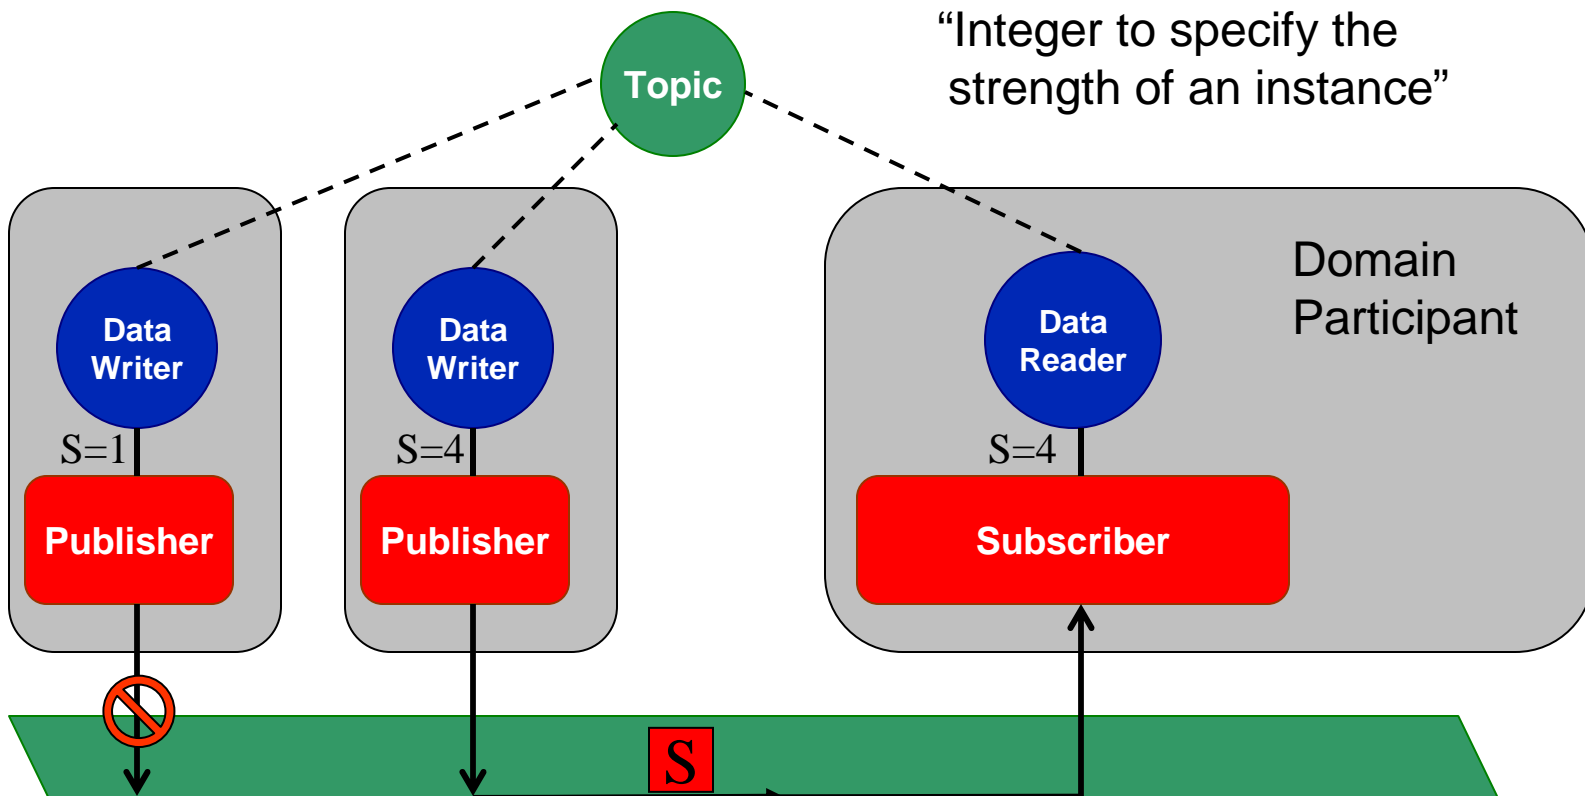 “Integer to specify the
strength of an instance”
Topic
Domain
Participant
Data
Writer
Data
Writer
Data
Reader
S=1
S=4
S=4
Publisher
Publisher
Subscriber
S